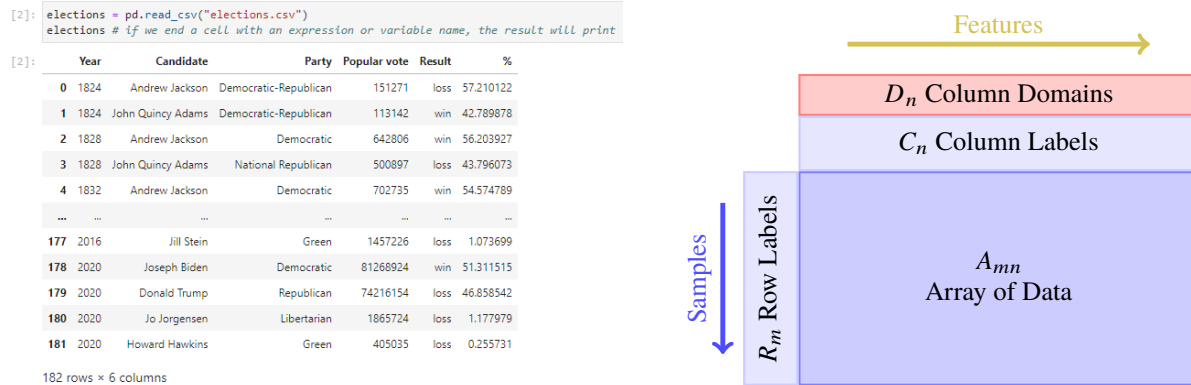 [2]: elections = pd.read_csv("elections.csv")
elections # if we end a cell with an expression or variable name, the result will print
[2]:
Year Candidate Party Popular vote Result %
0 1824 Andrew Jackson Democratic-Republican 151271 loss 57.210122
1 1824 John Quincy Adams Democratic-Republican 113142 win 42.789878
2 1828 Andrew Jackson Democratic 642806 win 56.203927
3 1828 John Quincy Adams National Republican 500897 loss 43.796073
4 1832 Andrew Jackson Democratic 702735 win 54.574789
... ... ... ... ... ... ...
177 2016 Jill Stein Green 1457226 loss 1.073699
178 2020 Joseph Biden Democratic 81268924 win 51.311515
179 2020 Donald Trump Republican 74216154 loss 46.858542
180 2020 Jo Jorgensen Libertarian 1865724 loss 1.177979
181 2020 Howard Hawkins Green 405035 loss 0.255731
182 rows × 6 columns
Features
Dn Column Domains
Cn Column Labels
Samples
Rm Row Labels
Amn
Array of Data